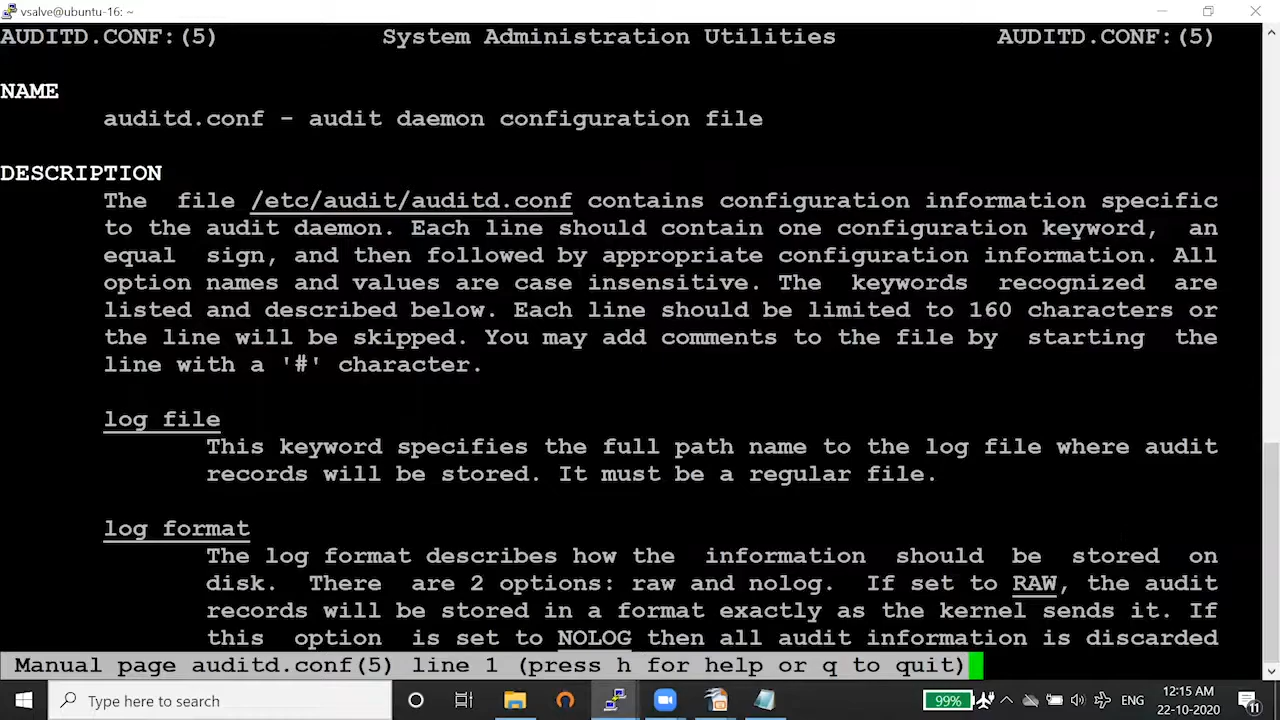 vsalve@ubuntu-16: ~
AUDITD.CONF:(5) System Administration Utilities AUDITD.CONF:(5)
NAME
auditd.conf - audit daemon configuration file
DESCRIPTION
The file /etc/audit/auditd.conf contains configuration information specific
to the audit daemon. Each line should contain one configuration keyword, an
equal sign, and then followed by appropriate configuration information. All
option names and values are case insensitive. The keywords recognized are
listed and described below. Each line should be limited to 160 characters or
the line will be skipped. You may add comments to the file by starting the
line with a '#' character.
log file
This keyword specifies the full path name to the log file where audit
records will be stored. It must be a regular file.
log format
The log format describes how the information should be stored on
disk. There are 2 options: raw and nolog. If set to RAW, the audit
records will be stored in a format exactly as the kernel sends it. If
this option is set to NOLOG then all audit information is discarded
Manual page auditd.conf(5) line 1 (press h for help or q to quit)
Type here to search
99%
ENG
12:15 AM
22-10-2020
11